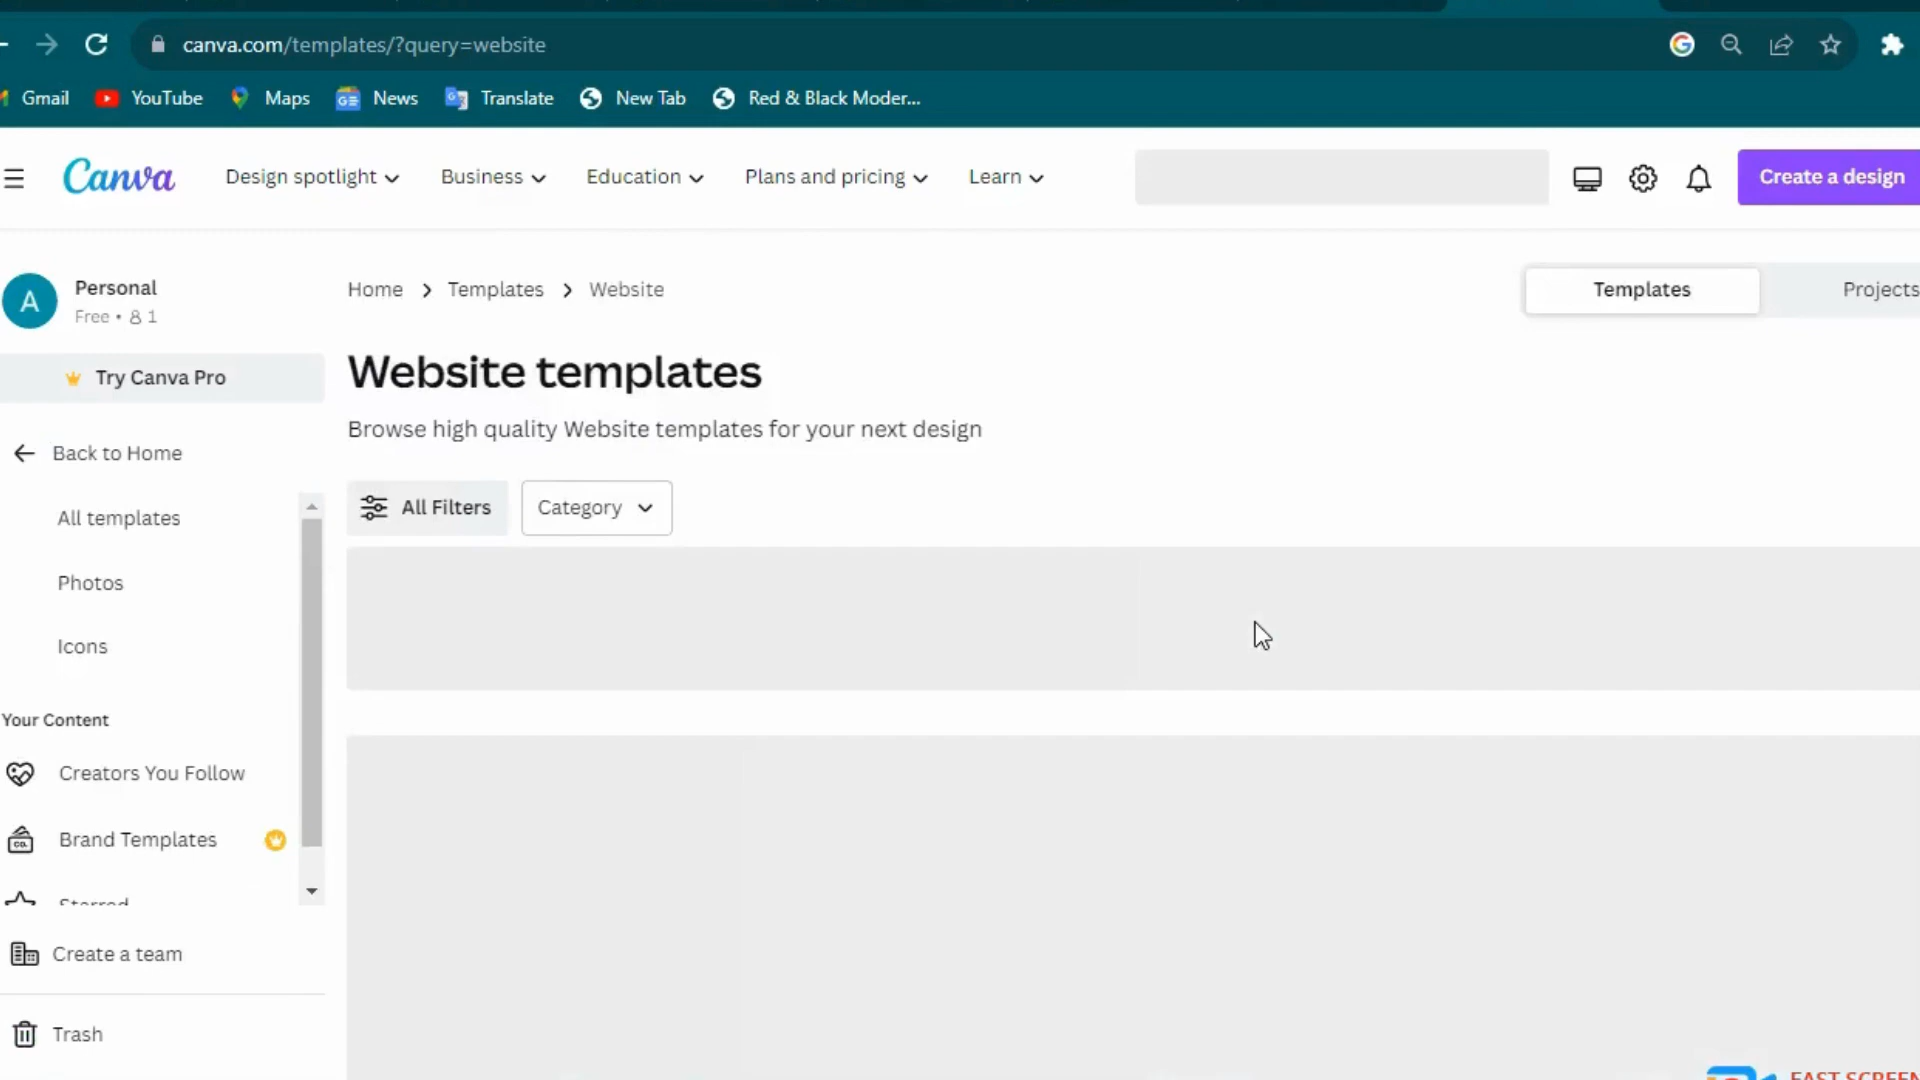 canva.com/templates/?query=website
Gmail YouTube Maps News Translate New Tab Red & Black Moder...
Canva Design spotlight Business Education Plans and pricing Learn Create a design
A Personal
Free • 1
Home > Templates > Website
Templates Projects
Try Canva Pro
Website templates
Browse high quality Website templates for your next design
Back to Home
All Filters Category
All templates
Photos
Icons
Your Content
Creators You Follow
CO. Brand Templates
Starred
Create a team
Trash
FAST SCREEN